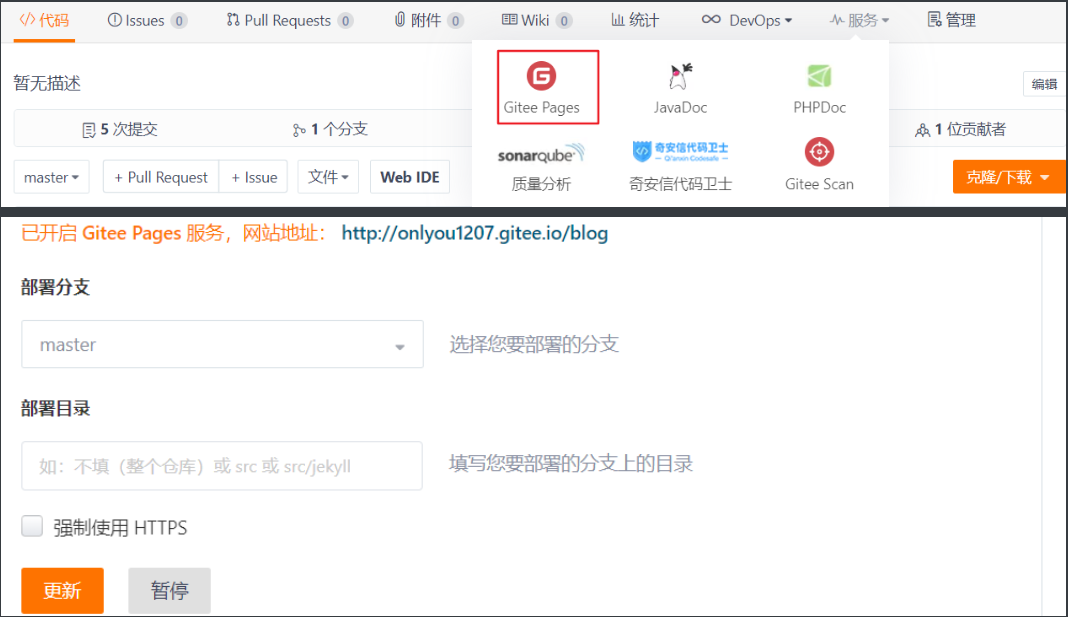 代码 Issues 0 Pull Requests 0 附件 0 Wiki 0 统计 DevOps 服务 管理
Gitee Pages JavaDoc PHPDoc
暂无描述 编辑
5 次提交 1 个分支 1 位贡献者
sonarqube 奇安信代码卫士
Qi'anxin Codesafe
质量分析 奇安信代码卫士 Gitee Scan
master + Pull Request + Issue 文件 Web IDE 克隆/下载
已开启 Gitee Pages 服务，网站地址： http://onlyou1207.gitee.io/blog
部署分支
master 选择您要部署的分支
部署目录
如：不填（整个仓库）或 src 或 src/jekyll 填写您要部署的分支上的目录
强制使用 HTTPS
更新 暂停